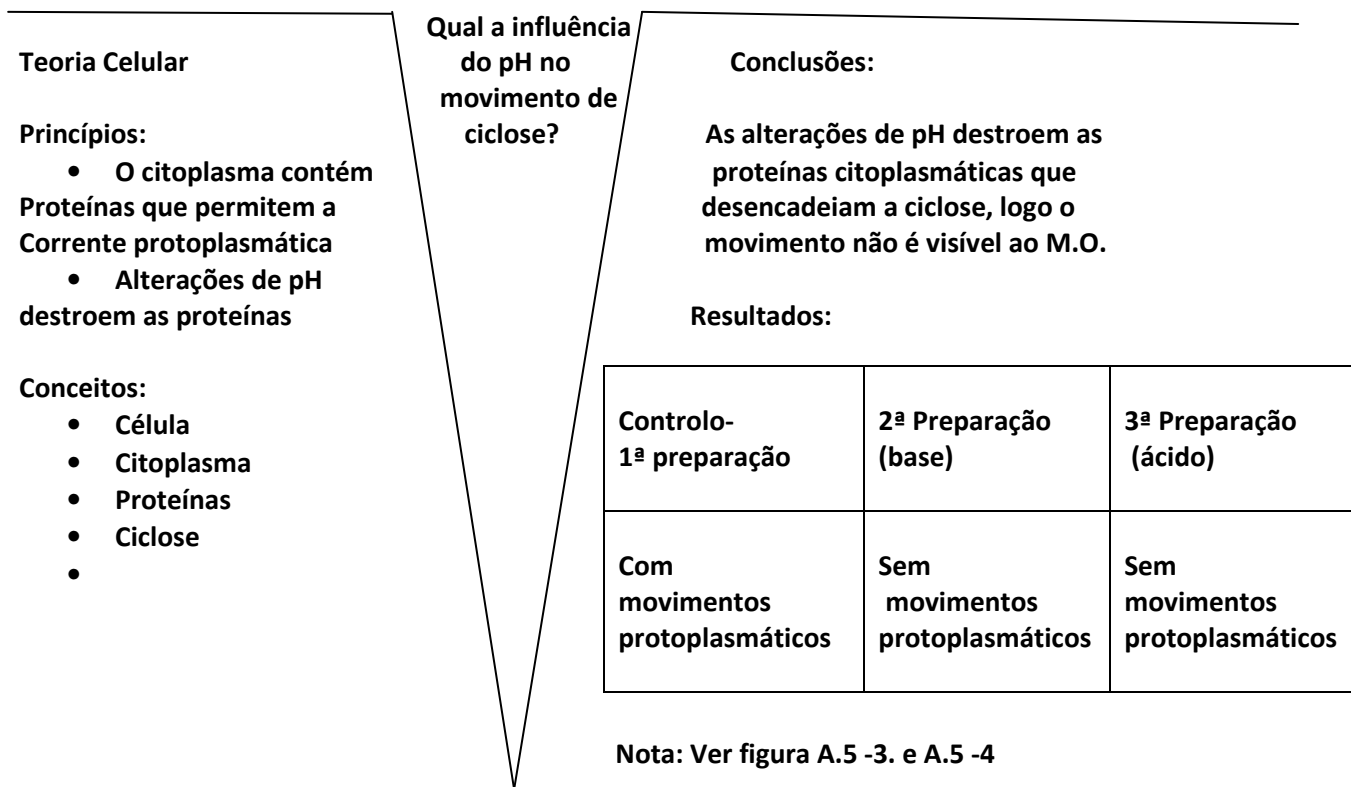 Qual a influência
do pH no
movimento de
ciclose?
Teoria Celular
Princípios:
• O citoplasma contém
Proteínas que permitem a
Corrente protoplasmática
• Alterações de pH
destroem as proteínas
Conceitos:
• Célula
• Citoplasma
• Proteínas
• Ciclose
•
Conclusões:
As alterações de pH destroem as
proteínas citoplasmáticas que
desencadeiam a ciclose, logo o
movimento não é visível ao M.O.
Resultados:
Controlo-
1ª preparação
2ª Preparação
(base)
3ª Preparação
(ácido)
Com
movimentos
protoplasmáticos
Sem
movimentos
protoplasmáticos
Sem
movimentos
protoplasmáticos
Nota: Ver figura A.5 -3. e A.5 -4